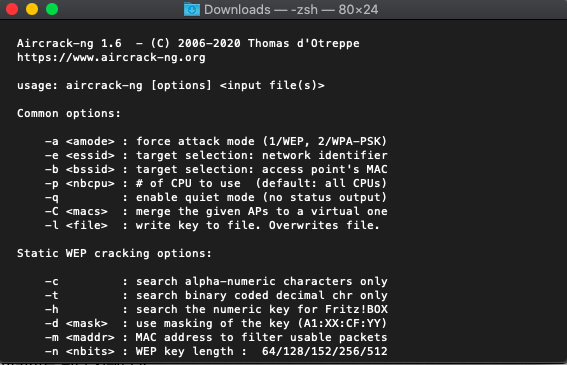 Downloads — -zsh — 80×24
Aircrack-ng 1.6  - (C) 2006-2020 Thomas d'Otreppe
https://www.aircrack-ng.org
usage: aircrack-ng [options] <input file(s)>
Common options:
-a <amode> : force attack mode (1/WEP, 2/WPA-PSK)
-e <essid> : target selection: network identifier
-b <bssid> : target selection: access point's MAC
-p <nbcpu> : # of CPU to use  (default: all CPUs)
-q         : enable quiet mode (no status output)
-C <macs>  : merge the given APs to a virtual one
-l <file>  : write key to file. Overwrites file.
Static WEP cracking options:
-c         : search alpha-numeric characters only
-t         : search binary coded decimal chr only
-h         : search the numeric key for Fritz!BOX
-d <mask>  : use masking of the key (A1:XX:CF:YY)
-m <maddr> : MAC address to filter usable packets
-n <nbits> : WEP key length :  64/128/152/256/512